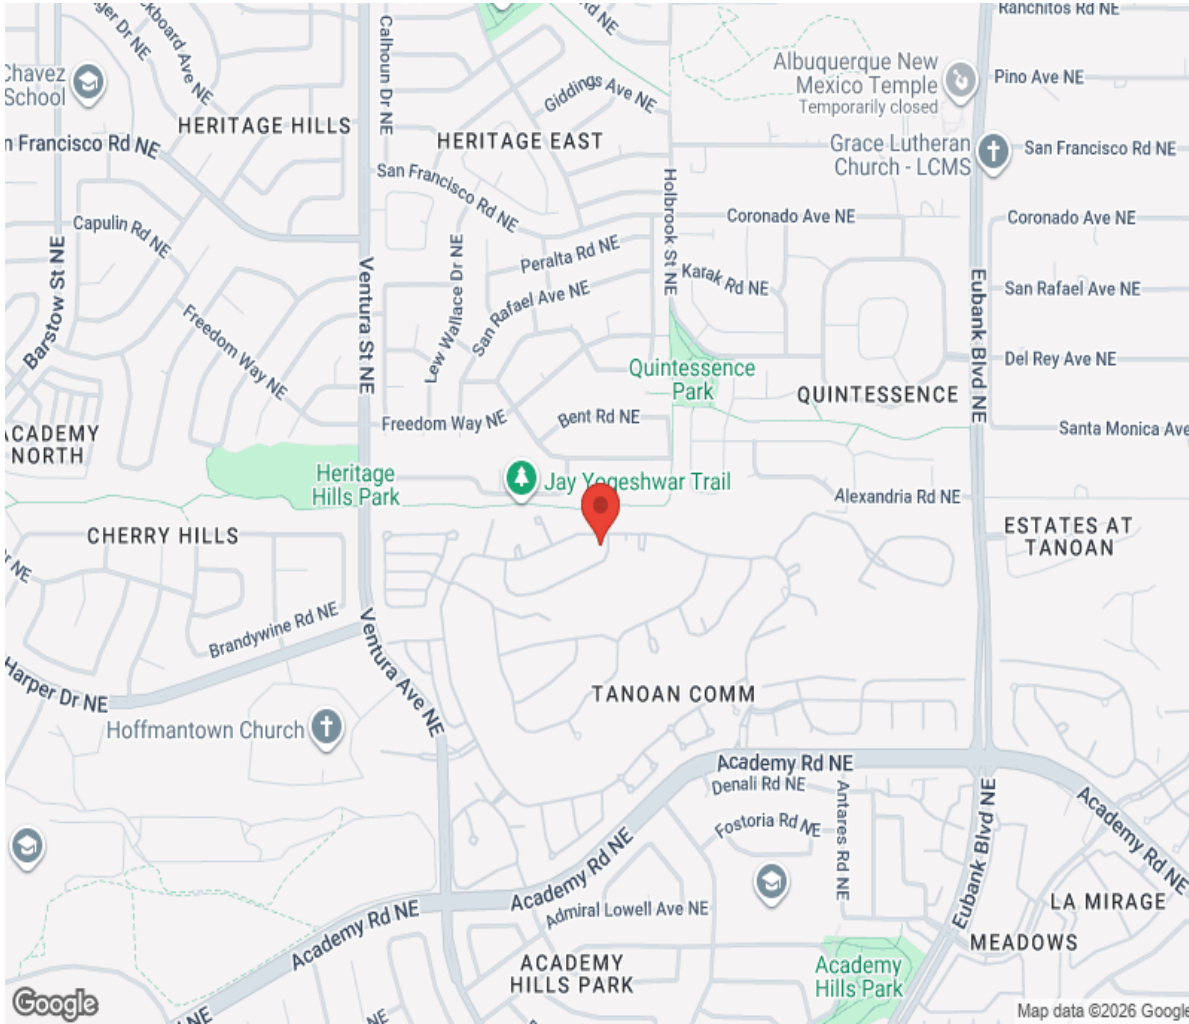 Ranchitos Rd NE
Calhoun Dr NE
Albuquerque New
Mexico Temple
Temporarily closed
Pino Ave NE
Chavez
School
Giddings Ave NE
HERITAGE HILLS
HERITAGE EAST
n Francisco Rd NE
Grace Lutheran
Church - LCMS
San Francisco Rd NE
San Francisco Rd NE
Holbrook St NE
Capulin Rd NE
Coronado Ave NE
Coronado Ave NE
Barstow St NE
Ventura St NE
Lew Wallace Dr NE
Peralta Rd NE
Karak Rd NE
Eubank Blvd NE
San Rafael Ave NE
San Rafael Ave NE
Freedom Way NE
Del Rey Ave NE
Quintessence
Park
QUINTESSENCE
Freedom Way NE
Bent Rd NE
Santa Monica Ave
ACADEMY
NORTH
Heritage
Hills Park
Jay Yogeshwar Trail
Alexandria Rd NE
CHERRY HILLS
ESTATES AT
TANOAN
r NE
Brandywine Rd NE
Ventura Ave NE
Harper Dr NE
TANOAN COMM
Hoffmantown Church
Academy Rd NE
Denali Rd NE
Antares Rd NE
Eubank Blvd NE
Academy Rd NE
Fostoria Rd NE
Academy Rd NE
Academy Rd NE
Admiral Lowell Ave NE
LA MIRAGE
MEADOWS
ACADEMY
HILLS PARK
Academy
Hills Park
Google
NE
NE
Map data ©2026 Google